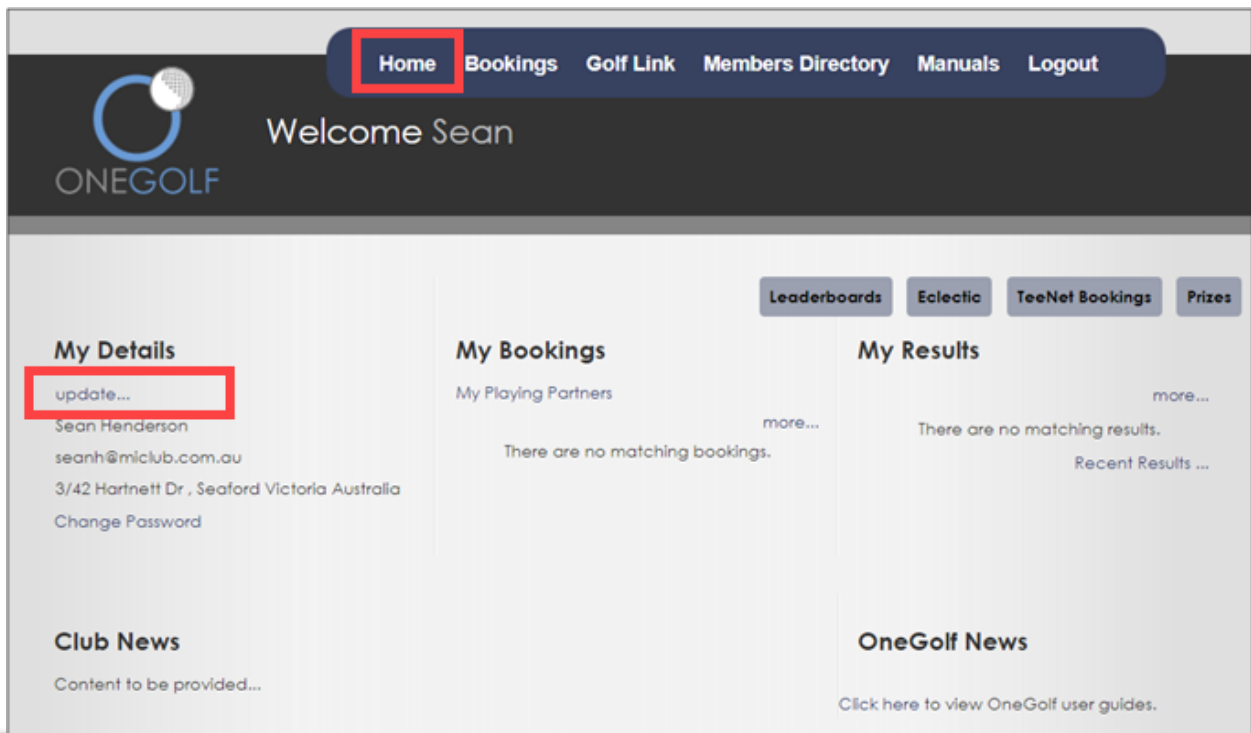 Home Bookings Golf Link Members Directory Manuals Logout
Welcome Sean
ONEGOLF
Leaderboards Eclectic TeeNet Bookings Prizes
My Details
update...
Sean Henderson
seanh@miclub.com.au
3/42 Hartnett Dr , Seaford Victoria Australia
Change Password
My Bookings
My Playing Partners
more...
There are no matching bookings.
My Results
more...
There are no matching results.
Recent Results ...
Club News
Content to be provided...
OneGolf News
Click here to view OneGolf user guides.